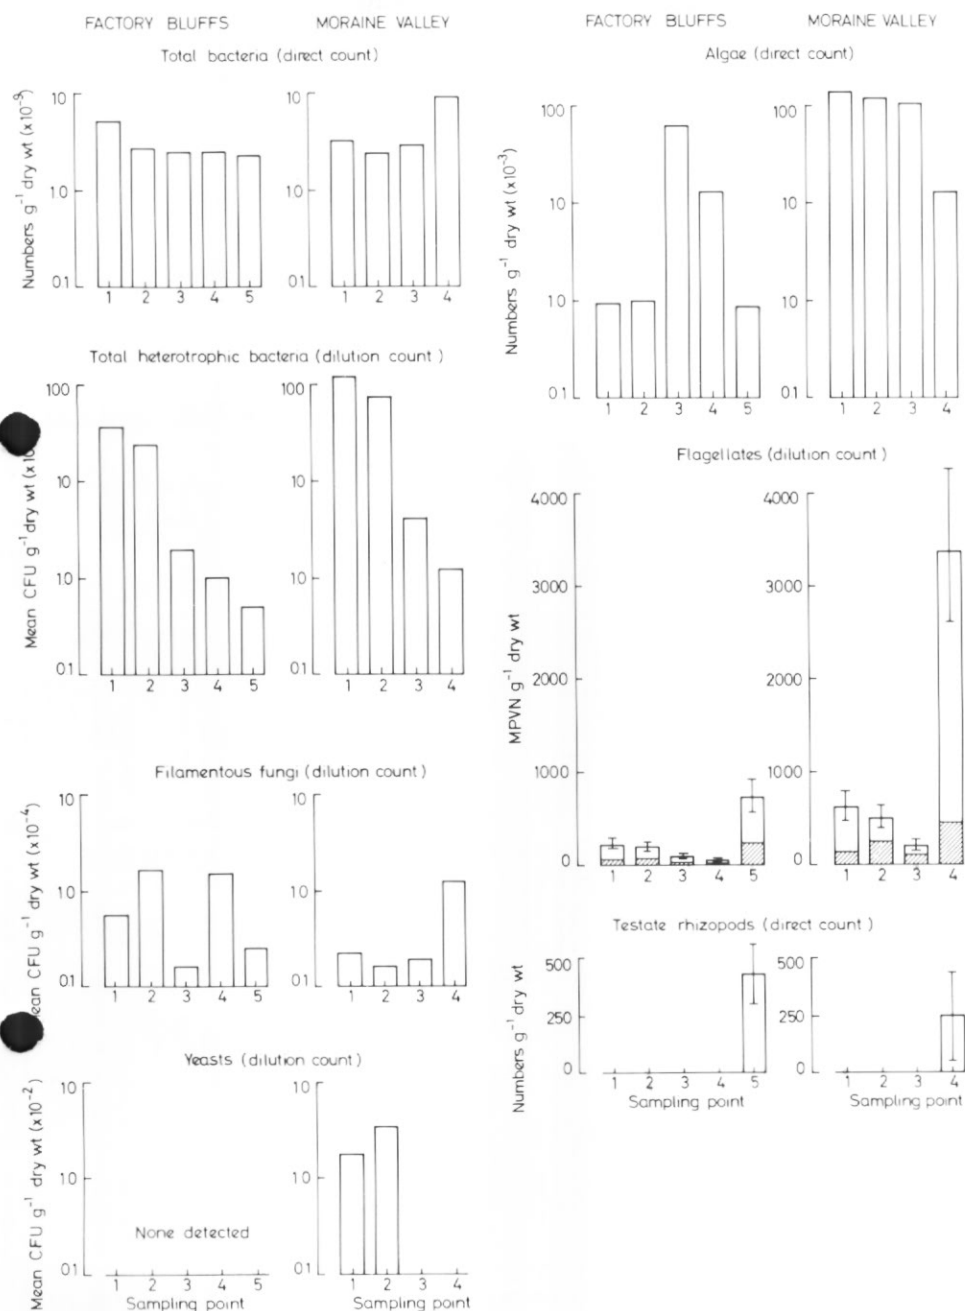 FACTORY BLUFFS
MORAINE VALLEY
Total bacteria (direct count)
Numbers g⁻¹ dry wt (x10⁻⁹)
10
1 0
0 1
1 2 3 4 5
10
1 0
0 1
1 2 3 4
Total heterotrophic bacteria (dilution count)
Mean CFU g⁻¹ dry wt (x10
100
10
1 0
0 1
1 2 3 4 5
100
10
1 0
0 1
1 2 3 4
Filamentous fungi (dilution count)
CFU g⁻¹ dry wt (x10⁻⁴)
10
1 0
0 1
1 2 3 4 5
10
1 0
0 1
1 2 3 4
Yeasts (dilution count)
Mean CFU g⁻¹ dry wt (x10⁻²)
10
1 0
0 1
None detected
1 2 3 4 5
Sampling point
10
1 0
0 1
1 2 3 4
Sampling point
FACTORY BLUFFS
MORAINE VALLEY
Algae (direct count)
Numbers g⁻¹ dry wt (x10⁻³)
100
10
1 0
0 1
1 2 3 4 5
100
10
1 0
0 1
1 2 3 4
Flagellates (dilution count)
MPVN g⁻¹ dry wt
4000
3000
2000
1000
0
1 2 3 4 5
4000
3000
2000
1000
0
1 2 3 4
Testate rhizopods (direct count)
Numbers g⁻¹ dry wt
500
250
0
1 2 3 4 5
Sampling point
500
250
0
1 2 3 4
Sampling point